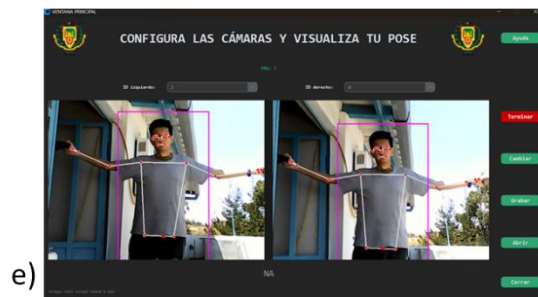 VENTANA PRINCIPAL
CONFIGURA LAS CÁMARAS Y VISUALIZA TU POSE
Ayuda
ID izquierdo:
ID derecho:
Terminar
Cambiar
Grabar
Abrir
NA
Cerrar
e)